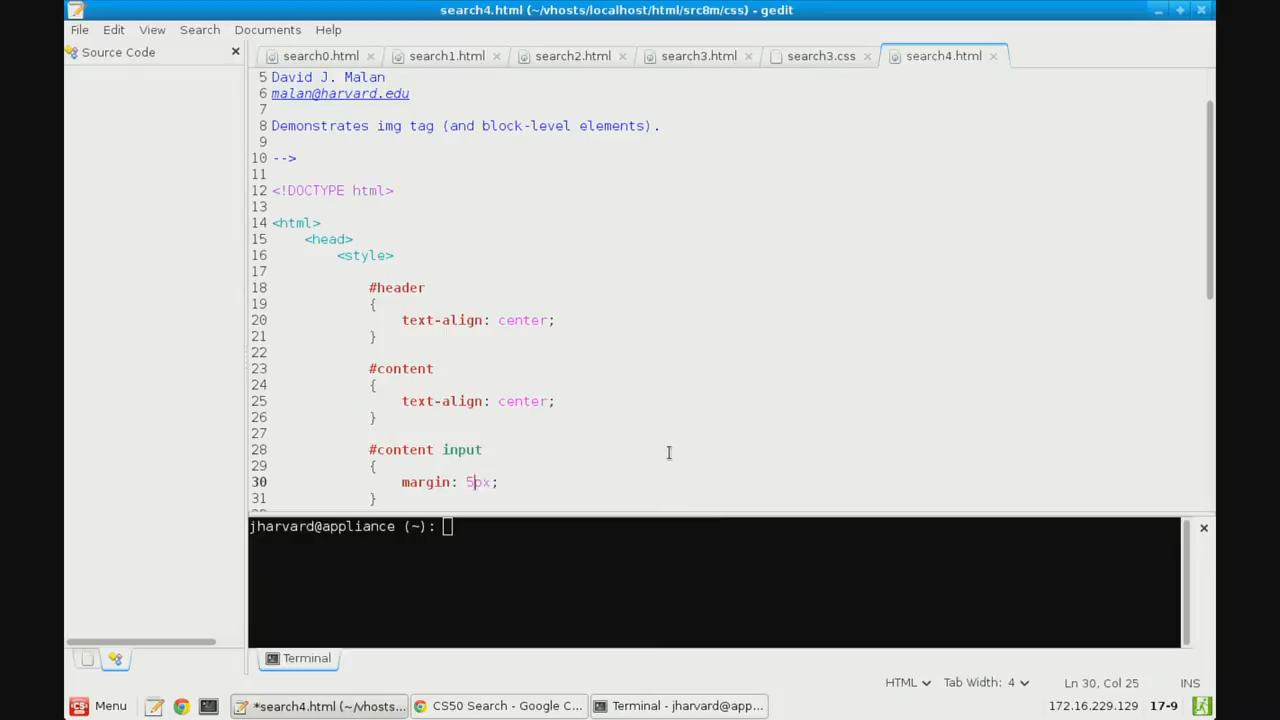 search4.html (~/vhosts/localhost/html/src8m/css) - gedit
File Edit View Search Documents Help
Source Code
search0.html search1.html search2.html search3.html search3.css search4.html
5 David J. Malan
6 malan@harvard.edu
7
8 Demonstrates img tag (and block-level elements).
9
10 -->
11
12 <!DOCTYPE html>
13
14 <html>
15 <head>
16 <style>
17
18 #header
19 {
20 text-align: center;
21 }
22
23 #content
24 {
25 text-align: center;
26 }
27
28 #content input
29 {
30 margin: 5px;
31 }
jharvard@appliance (~):
Terminal
HTML Tab Width: 4 Ln 30, Col 25 INS
Menu *search4.html (~/vhosts... CS50 Search - Google C... Terminal - jharvard@app... 172.16.229.129 17-9